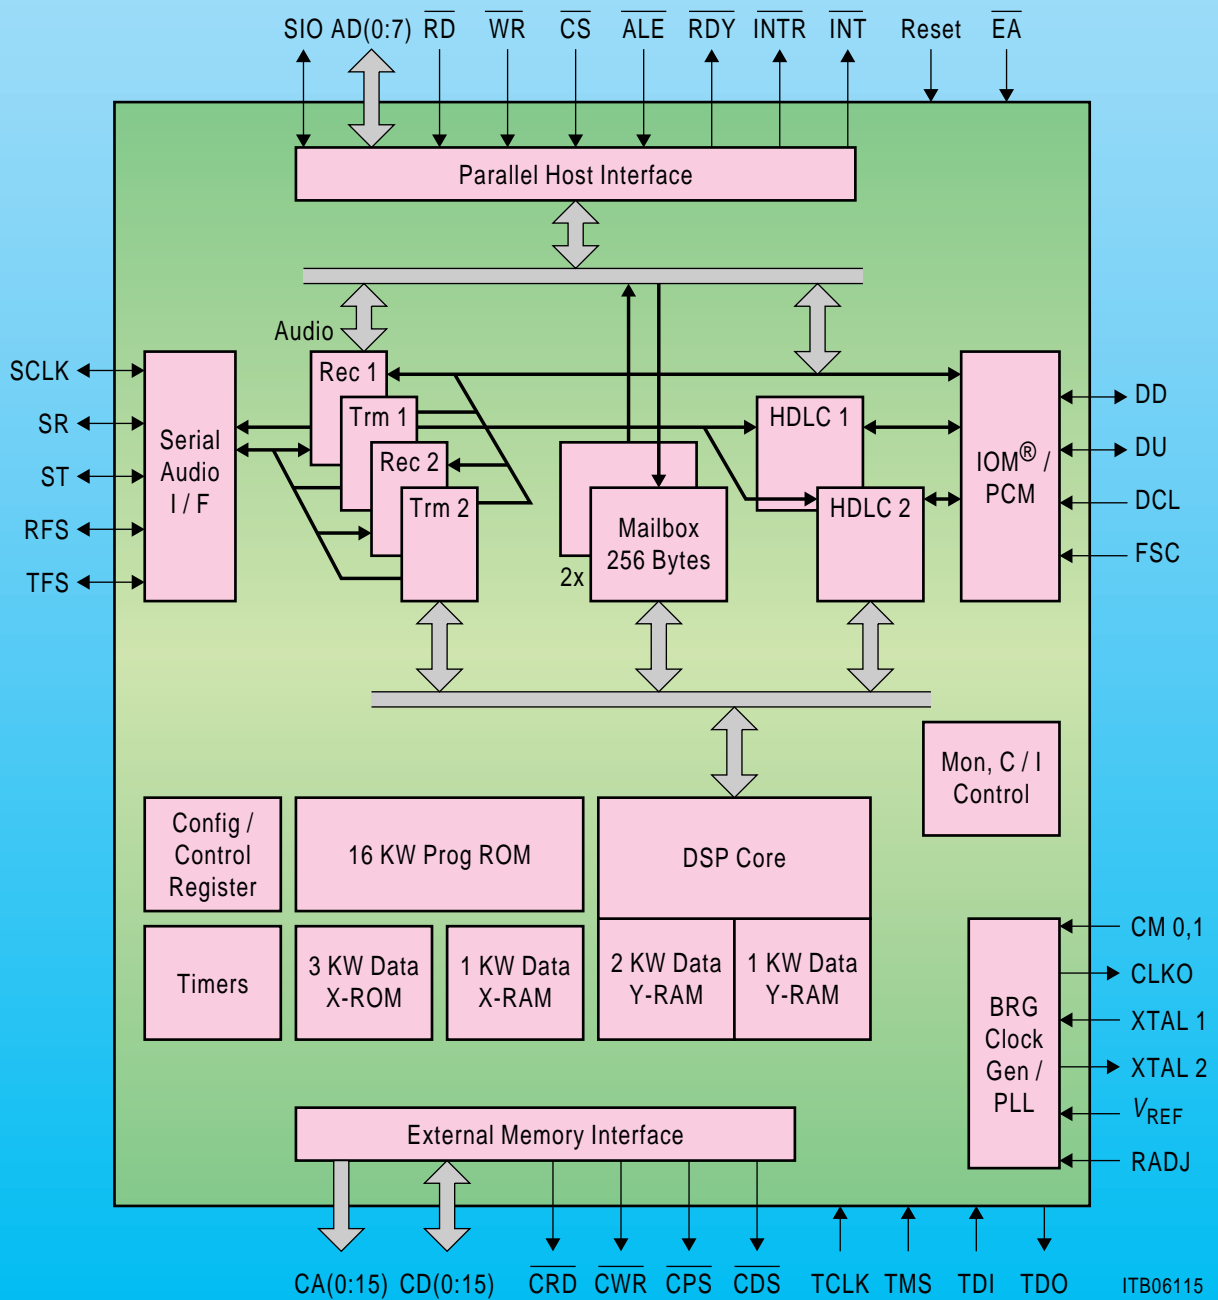 SIO AD(0:7) RD WR CS ALE RDY INTR INT Reset EA
Parallel Host Interface
Audio
SCLK
SR
ST
RFS
TFS
Serial
Audio
I / F
Rec 1
Trm 1
Rec 2
Trm 2
2x
Mailbox
256 Bytes
HDLC 1
HDLC 2
IOM® /
PCM
DD
DU
DCL
FSC
Mon, C / I
Control
Config /
Control
Register
16 KW Prog ROM
DSP Core
Timers
3 KW Data
X-ROM
1 KW Data
X-RAM
2 KW Data
Y-RAM
1 KW Data
Y-RAM
BRG
Clock
Gen /
PLL
CM 0,1
CLKO
XTAL 1
XTAL 2
VREF
RADJ
External Memory Interface
CA(0:15) CD(0:15) CRD CWR CPS CDS TCLK TMS TDI TDO
ITB06115